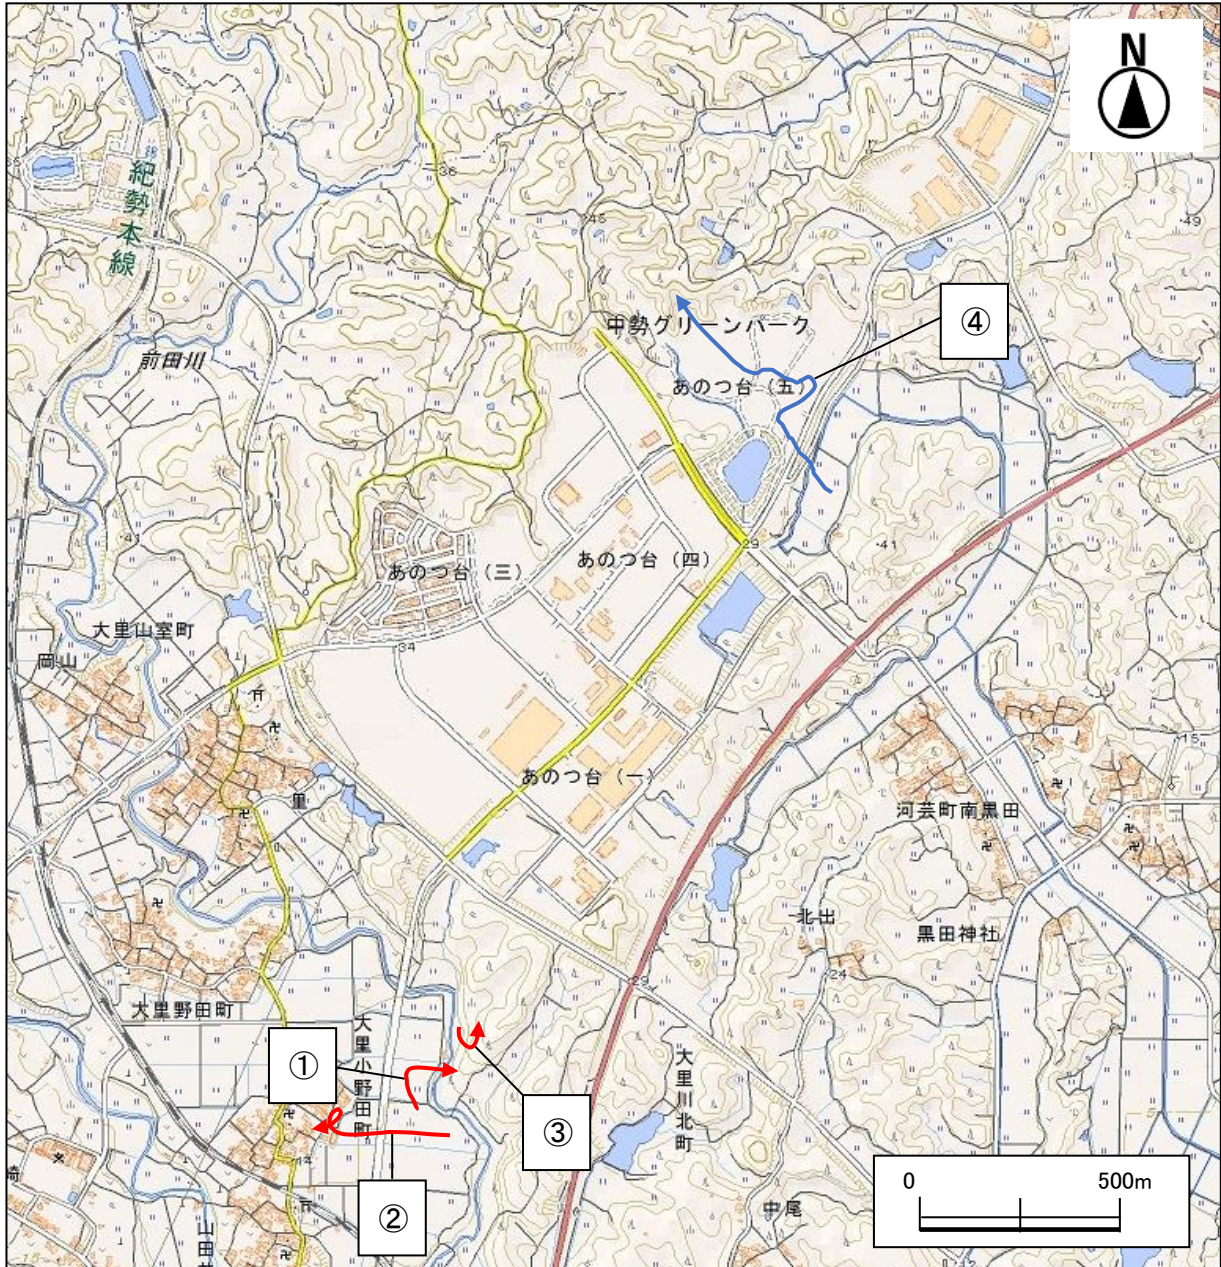 N
紀勢本線
36
45
49
40
④
中勢グリーンパーク
前田川
あのつ台(五)
29
41
41
あのつ台(四)
あのつ台(三)
大里山室町
34
岡山
15
あのつ台(一)
里
河芸町南黒田
北出
黒田神社
24
29
大里野田町
大里小野田町
①
大里川北町
③
②
中尾
山田
0 500m